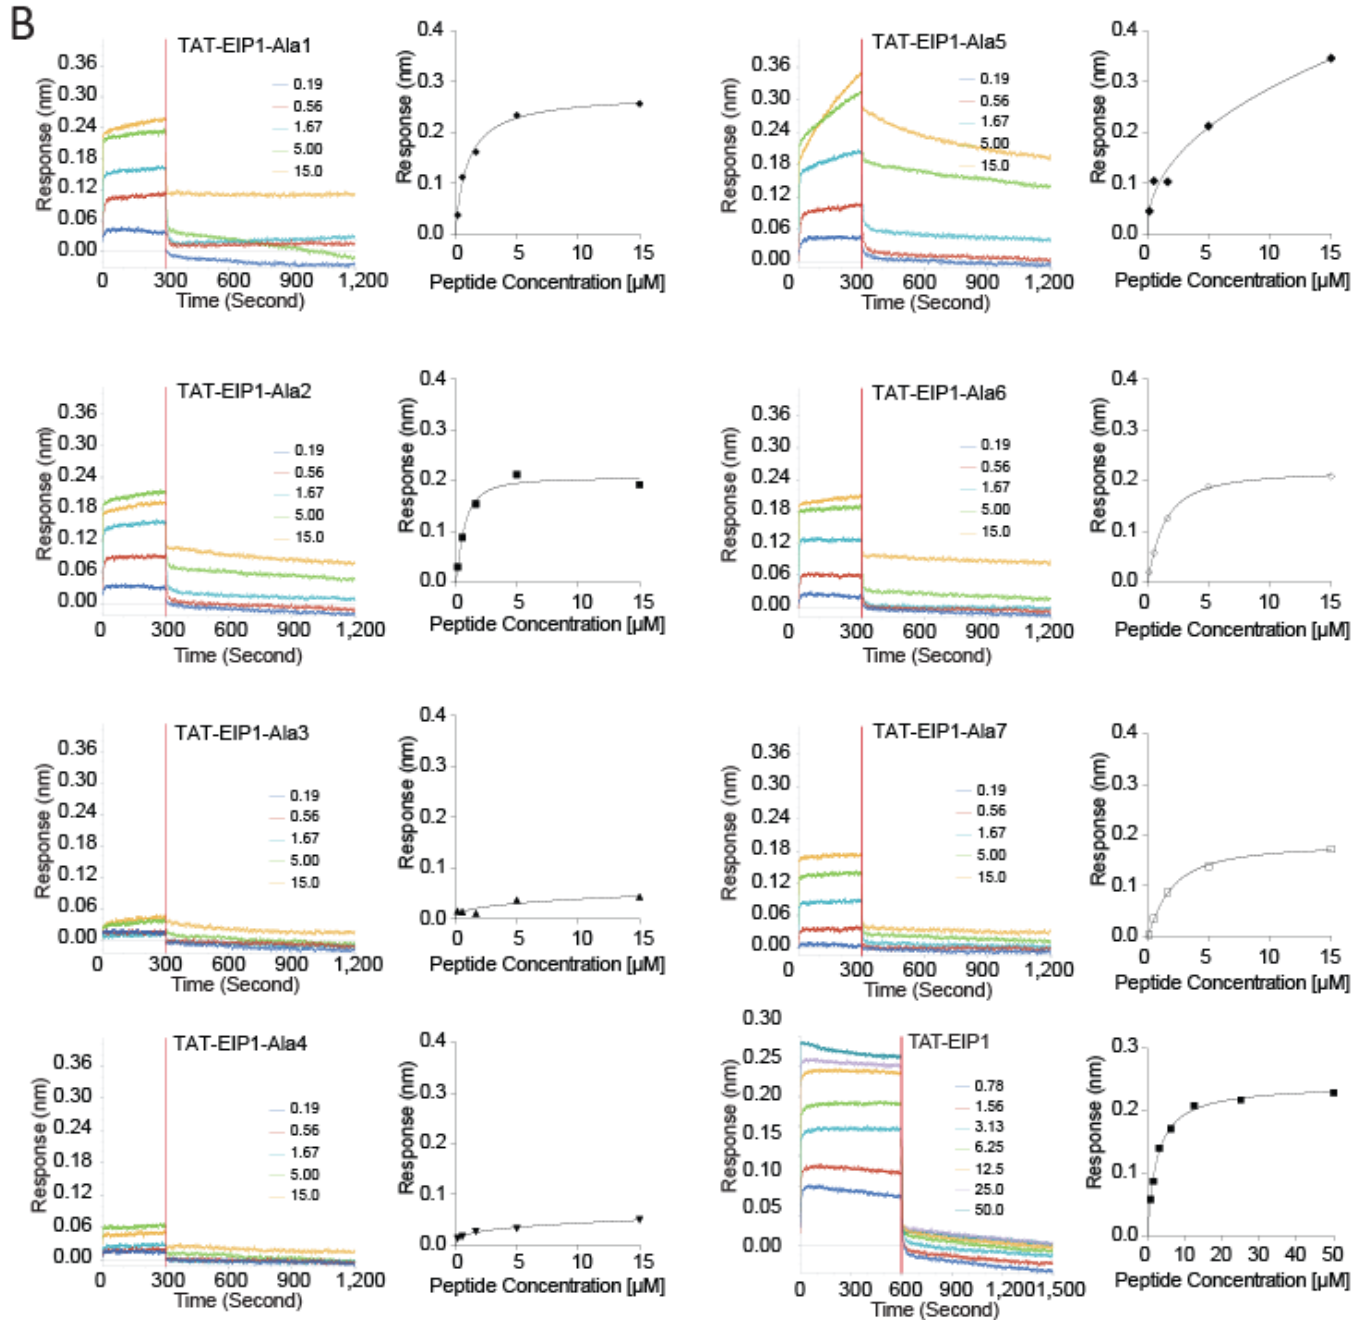 B
TAT-EIP1-Ala1
Response (nm)
0.36
0.30
0.24
0.18
0.12
0.06
0.00
0.19
0.56
1.67
5.00
15.0
0 300 600 900 1,200
Time (Second)
Response (nm)
0.4
0.3
0.2
0.1
0.0
0 5 10 15
Peptide Concentration [µM]
TAT-EIP1-Ala5
Response (nm)
0.36
0.30
0.24
0.18
0.12
0.06
0.00
0.19
0.56
1.67
5.00
15.0
0 300 600 900 1,200
Time (Second)
Response (nm)
0.4
0.3
0.2
0.1
0.0
0 5 10 15
Peptide Concentration [µM]
TAT-EIP1-Ala2
Response (nm)
0.36
0.30
0.24
0.18
0.12
0.06
0.00
0.19
0.56
1.67
5.00
15.0
0 300 600 900 1,200
Time (Second)
Response (nm)
0.4
0.3
0.2
0.1
0.0
0 5 10 15
Peptide Concentration [µM]
TAT-EIP1-Ala6
Response (nm)
0.36
0.30
0.24
0.18
0.12
0.06
0.00
0.19
0.56
1.67
5.00
15.0
0 300 600 900 1,200
Time (Second)
Response (nm)
0.4
0.3
0.2
0.1
0.0
0 5 10 15
Peptide Concentration [µM]
TAT-EIP1-Ala3
Response (nm)
0.36
0.30
0.24
0.18
0.12
0.06
0.00
0.19
0.56
1.67
5.00
15.0
0 300 600 900 1,200
Time (Second)
Response (nm)
0.4
0.3
0.2
0.1
0.0
0 5 10 15
Peptide Concentration [µM]
TAT-EIP1-Ala7
Response (nm)
0.36
0.30
0.24
0.18
0.12
0.06
0.00
0.19
0.56
1.67
5.00
15.0
0 300 600 900 1,200
Time (Second)
Response (nm)
0.4
0.3
0.2
0.1
0.0
0 5 10 15
Peptide Concentration [µM]
TAT-EIP1-Ala4
Response (nm)
0.36
0.30
0.24
0.18
0.12
0.06
0.00
0.19
0.56
1.67
5.00
15.0
0 300 600 900 1,200
Time (Second)
Response (nm)
0.4
0.3
0.2
0.1
0.0
0 5 10 15
Peptide Concentration [µM]
TAT-EIP1
Response (nm)
0.30
0.25
0.20
0.15
0.10
0.05
0.00
0.78
1.56
3.13
6.25
12.5
25.0
50.0
0 300 600 900 1,200 1,500
Time (Second)
Response (nm)
0.3
0.2
0.1
0.0
0 10 20 30 40 50
Peptide Concentration [µM]